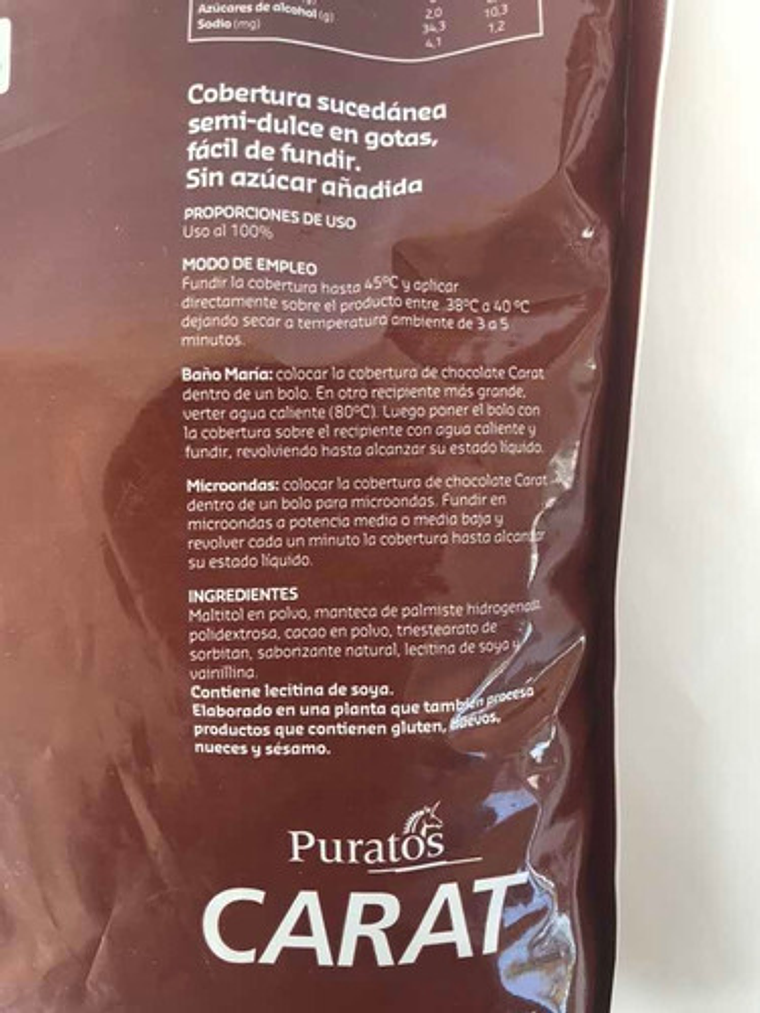 Azúcares de alcohol (g)
2,0
10,3
Sodio (mg)
34,3
1,2
4,1
Cobertura sucedánea
semi-dulce en gotas,
fácil de fundir.
Sin azúcar añadida
PROPORCIONES DE USO
Uso al 100%
MODO DE EMPLEO
Fundir la cobertura hasta 45°C y aplicar
directamente sobre el producto entre 38°C a 40 °C
dejando secar a temperatura ambiente de 3 a 5
minutos.
Baño María: colocar la cobertura de chocolate Carat
dentro de un bolo. En otro recipiente más grande,
verter agua caliente (80°C). Luego poner el bolo con
la cobertura sobre el recipiente con agua caliente y
fundir, revolviendo hasta alcanzar su estado líquido.
Microondas: colocar la cobertura de chocolate Carat
dentro de un bolo para microondas. Fundir en
microondas a potencia media o media baja y
revolver cada un minuto la cobertura hasta alcanzar
su estado líquido.
INGREDIENTES
Maltitol en polvo, manteca de palmiste hidrogenada,
polidextrosa, cacao en polvo, triestearato de
sorbitan, saborizante natural, lecitina de soya y
vainillina.
Contiene lecitina de soya.
Elaborado en una planta que también procesa
productos que contienen gluten, huevos,
nueces y sésamo.
Puratos
CARAT